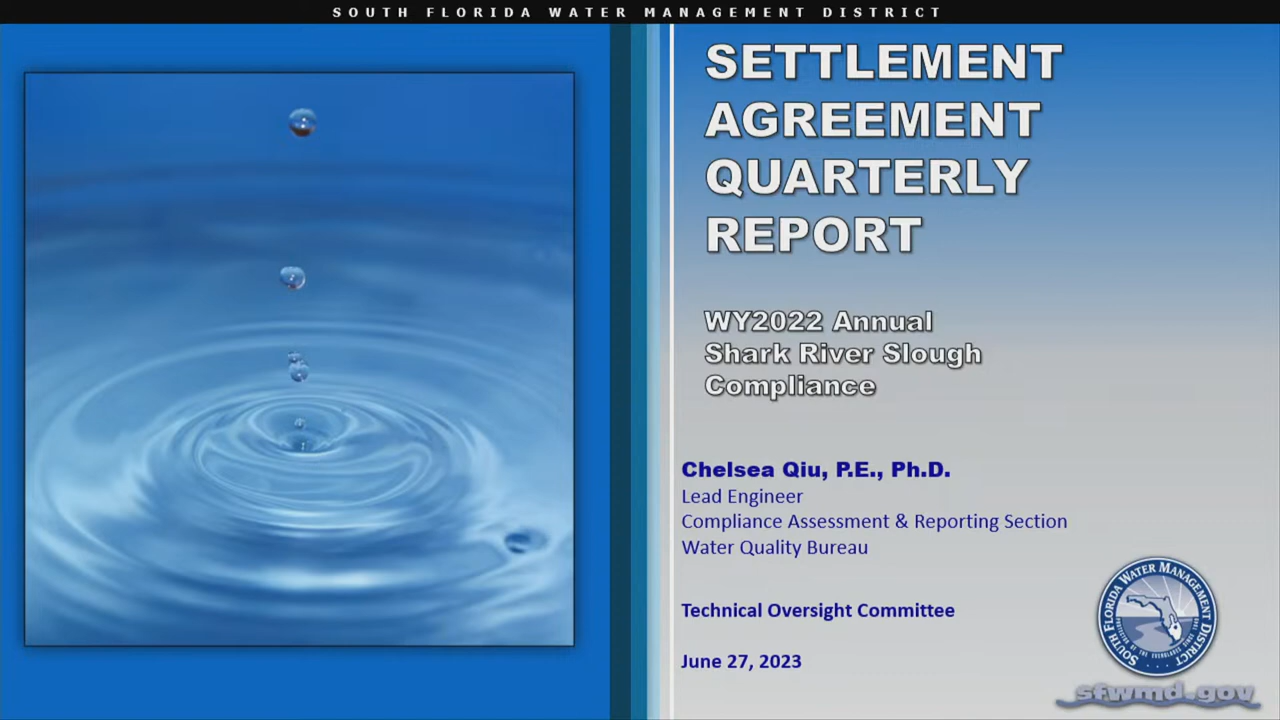 SOUTH FLORIDA WATER MANAGEMENT DISTRICT
SETTLEMENT
AGREEMENT
QUARTERLY
REPORT
WY2022 Annual
Shark River Slough
Compliance
Chelsea Qiu, P.E., Ph.D.
Lead Engineer
Compliance Assessment & Reporting Section
Water Quality Bureau
Technical Oversight Committee
June 27, 2023
SOUTH FLORIDA WATER MANAGEMENT DISTRICT
sfwmd.gov